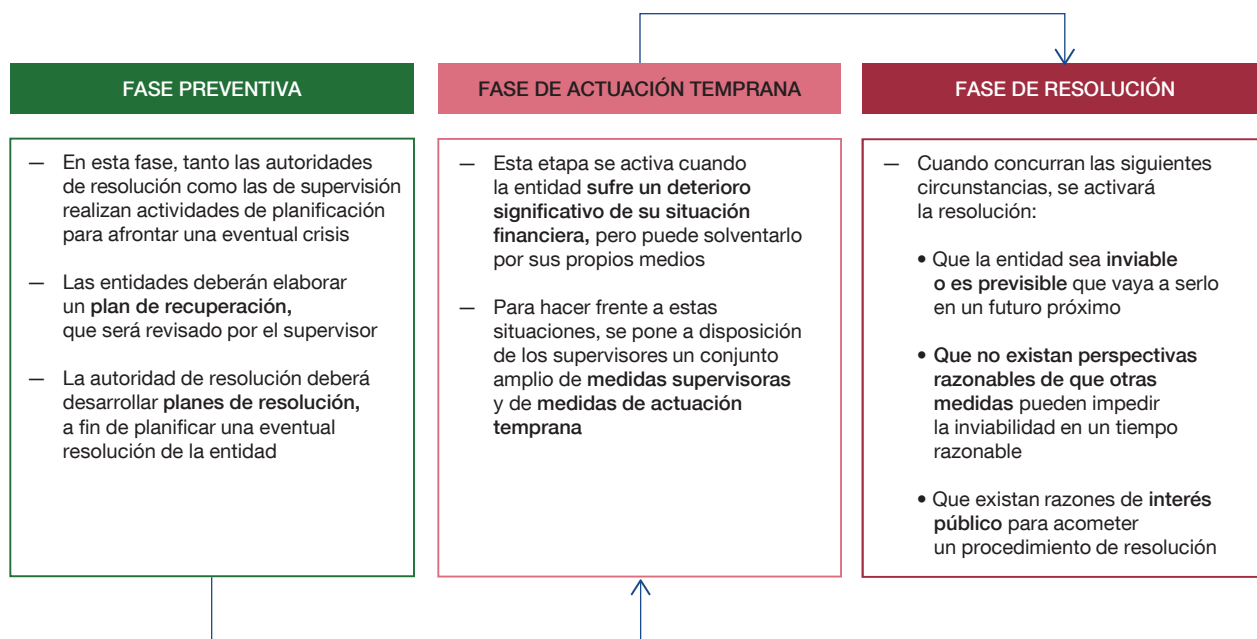 FASE PREVENTIVA
— En esta fase, tanto las autoridades
de resolución como las de supervisión
realizan actividades de planificación
para afrontar una eventual crisis
— Las entidades deberán elaborar
un plan de recuperación,
que será revisado por el supervisor
— La autoridad de resolución deberá
desarrollar planes de resolución,
a fin de planificar una eventual
resolución de la entidad
FASE DE ACTUACIÓN TEMPRANA
— Esta etapa se activa cuando
la entidad sufre un deterioro
significativo de su situación
financiera, pero puede solventarlo
por sus propios medios
— Para hacer frente a estas
situaciones, se pone a disposición
de los supervisores un conjunto
amplio de medidas supervisoras
y de medidas de actuación
temprana
FASE DE RESOLUCIÓN
— Cuando concurran las siguientes
circunstancias, se activará
la resolución:
• Que la entidad sea inviable
o es previsible que vaya a serlo
en un futuro próximo
• Que no existan perspectivas
razonables de que otras
medidas pueden impedir
la inviabilidad en un tiempo
razonable
• Que existan razones de interés
público para acometer
un procedimiento de resolución